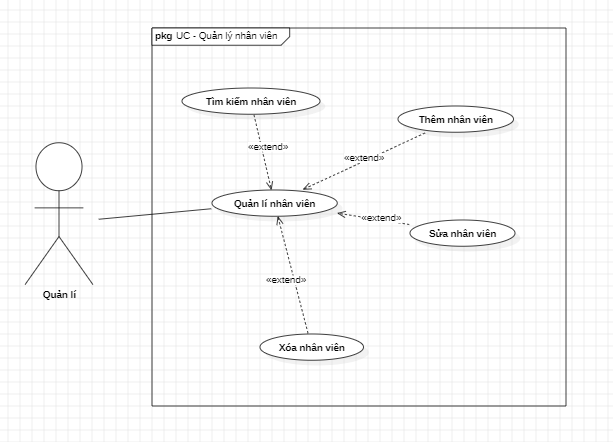 pkg UC - Quản lý nhân viên
Tìm kiếm nhân viên
Thêm nhân viên
«extend»
«extend»
Quản lí nhân viên
«extend»
Sửa nhân viên
«extend»
Quản lí
Xóa nhân viên